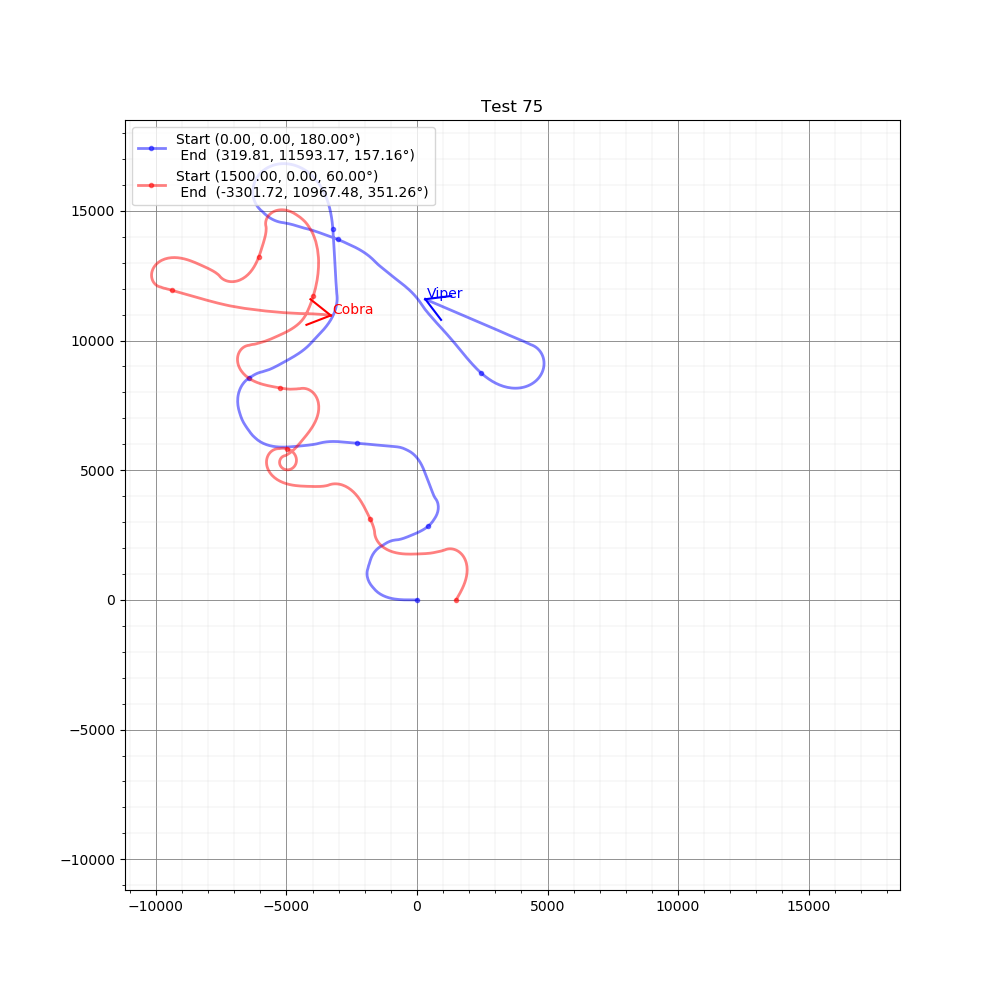 Test 75
Start (0.00, 0.00, 180.00°)
End (319.81, 11593.17, 157.16°)
Start (1500.00, 0.00, 60.00°)
End (-3301.72, 10967.48, 351.26°)
15000
10000
5000
0
−5000
−10000
Viper
Cobra
−10000 −5000 0 5000 10000 15000